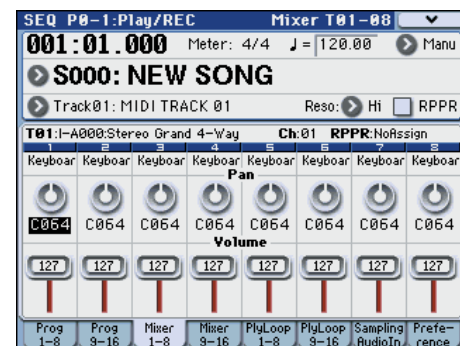 SEQ P0-1:Play/REC Mixer T01-08
001:01.000 Meter: 4/4 ♩= 120.00 Manu
S000: NEW SONG
Track01: MIDI TRACK 01 Reso: Hi RPPR
T01:I-A000:Stereo Grand 4-Way Ch:01 RPPR:NoAssign
1 2 3 4 5 6 7 8
Keyboar Keyboar Keyboar Keyboar Keyboar Keyboar Keyboar Keyboar
Pan
C064 C064 C064 C064 C064 C064 C064 C064
Volume
127 127 127 127 127 127 127 127
Prog Prog Mixer Mixer PlyLoop PlyLoop Sampling Prefe-
1-8 9-16 1-8 9-16 1-8 9-16 AudioIn rence